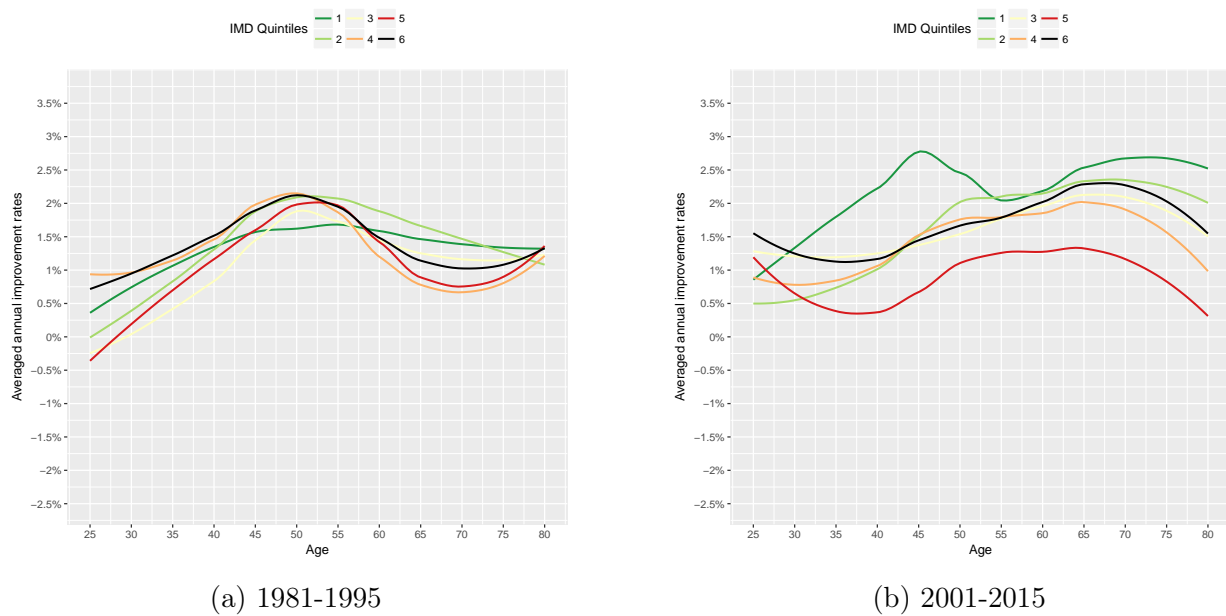 IMD Quintiles 1 3 5
2 4 6
Averaged annual improvement rates
3.5%
3%
2.5%
2%
1.5%
1%
0.5%
0%
−0.5%
−1%
−1.5%
−2%
−2.5%
25 30 35 40 45 50 55 60 65 70 75 80
Age
(a) 1981-1995
IMD Quintiles 1 3 5
2 4 6
Averaged annual improvement rates
3.5%
3%
2.5%
2%
1.5%
1%
0.5%
0%
−0.5%
−1%
−1.5%
−2%
−2.5%
25 30 35 40 45 50 55 60 65 70 75 80
Age
(b) 2001-2015